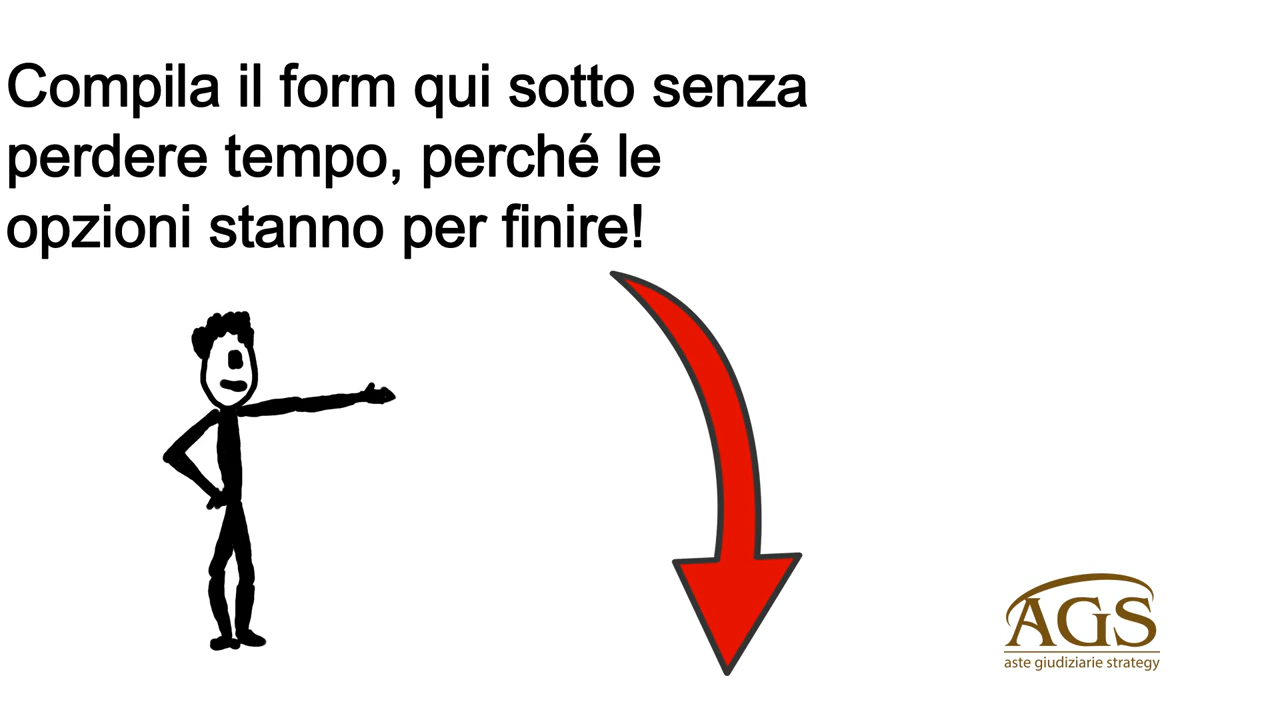 Compila il form qui sotto senza
perdere tempo, perché le
opzioni stanno per finire!
AGS
aste giudiziarie strategy